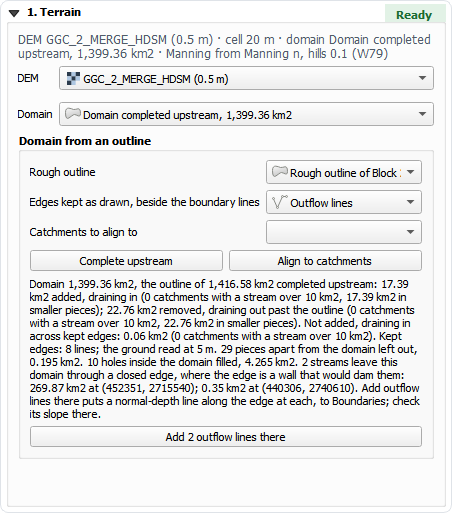 1. Terrain
Ready
DEM GGC_2_MERGE_HDSM (0.5 m) · cell 20 m · domain Domain completed
upstream, 1,399.36 km2 · Manning from Manning n, hills 0.1 (W79)
DEM
GGC_2_MERGE_HDSM (0.5 m)
Domain
Domain completed upstream, 1,399.36 km2
Domain from an outline
Rough outline
Rough outline of Block
Edges kept as drawn, beside the boundary lines
Outflow lines
Catchments to align to
Complete upstream
Align to catchments
Domain 1,399.36 km2, the outline of 1,416.58 km2 completed upstream: 17.39
km2 added, draining in (0 catchments with a stream over 10 km2, 17.39 km2 in
smaller pieces); 22.76 km2 removed, draining out past the outline (0 catchments
with a stream over 10 km2, 22.76 km2 in smaller pieces). Not added, draining in
across kept edges: 0.06 km2 (0 catchments with a stream over 10 km2). Kept
edges: 8 lines; the ground read at 5 m. 29 pieces apart from the domain left out,
0.195 km2. 10 holes inside the domain filled, 4.265 km2. 2 streams leave this
domain through a closed edge, where the edge is a wall that would dam them:
269.87 km2 at (452351, 2715540); 0.35 km2 at (440306, 2740610). Add outflow
lines there puts a normal-depth line along the edge at each, to Boundaries; check
its slope there.
Add 2 outflow lines there